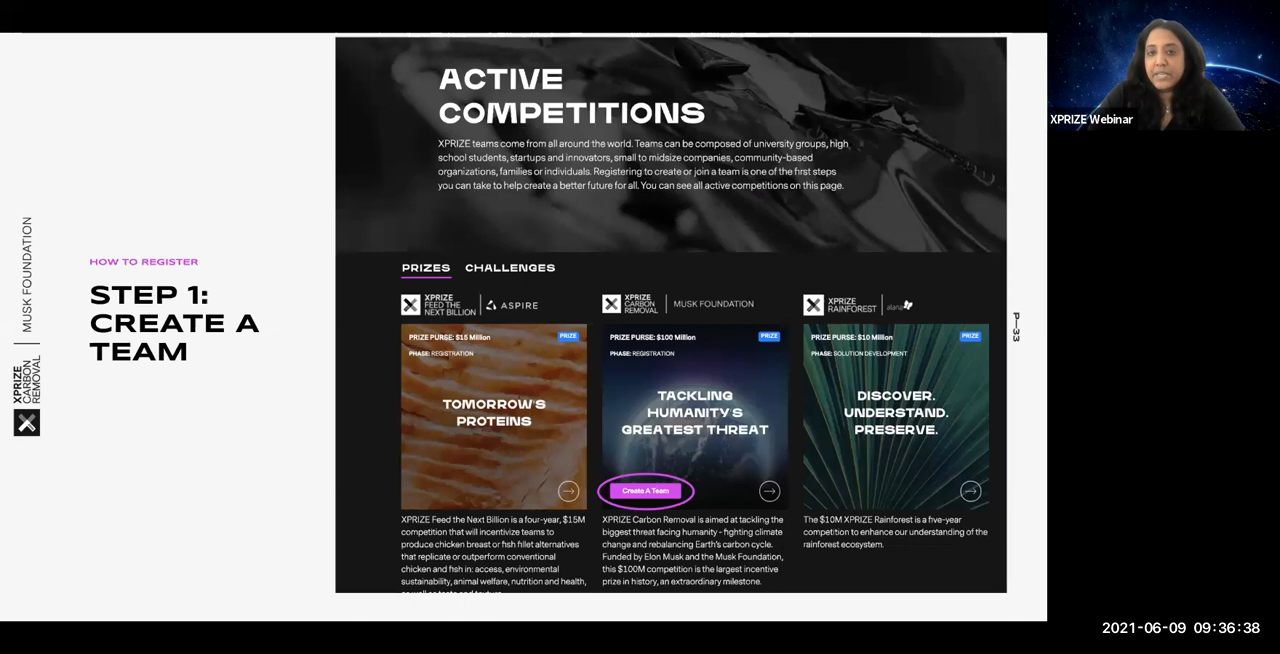 XPRIZE
CARBON
REMOVAL
MUSK FOUNDATION
HOW TO REGISTER
STEP 1:
CREATE A
TEAM
ACTIVE
COMPETITIONS
XPRIZE teams come from all around the world. Teams can be composed of university groups, high
school students, startups and innovators, small to midsize companies, community-based
organizations, families or individuals. Registering to create or join a team is one of the first steps
you can take to help create a better future for all. You can see all active competitions on this page.
PRIZES CHALLENGES
XPRIZE
FEED THE
NEXT BILLION
ASPIRE
PRIZE PURSE: $15 Million
PRIZE
PHASE: REGISTRATION
TOMORROW'S
PROTEINS
XPRIZE Feed the Next Billion is a four-year, $15M
competition that will incentivize teams to
produce chicken breast or fish fillet alternatives
that replicate or outperform conventional
chicken and fish in: access, environmental
sustainability, animal welfare, nutrition and health,
as well as taste and texture.
XPRIZE
CARBON
REMOVAL
MUSK FOUNDATION
PRIZE PURSE: $100 Million
PRIZE
PHASE: REGISTRATION
TACKLING
HUMANITY'S
GREATEST THREAT
Create A Team
XPRIZE Carbon Removal is aimed at tackling the
biggest threat facing humanity - fighting climate
change and rebalancing Earth's carbon cycle.
Funded by Elon Musk and the Musk Foundation,
this $100M competition is the largest incentive
prize in history, an extraordinary milestone.
XPRIZE
RAINFOREST
alana
PRIZE PURSE: $10 Million
PRIZE
PHASE: SOLUTION DEVELOPMENT
DISCOVER.
UNDERSTAND.
PRESERVE.
The $10M XPRIZE Rainforest is a five-year
competition to enhance our understanding of the
rainforest ecosystem.
P—33
XPRIZE Webinar
2021-06-09 09:36:38